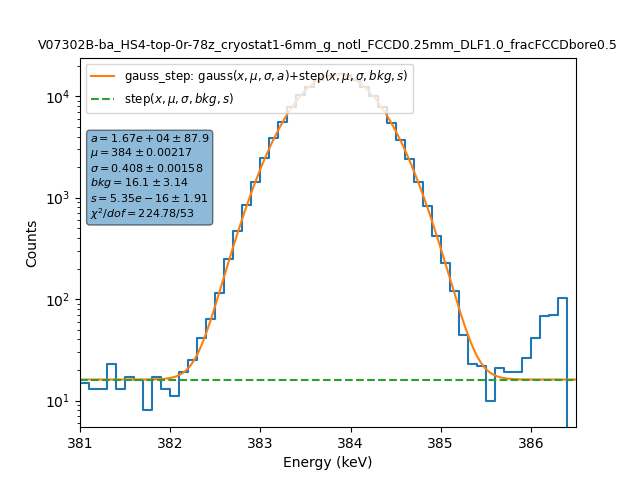 V07302B-ba_HS4-top-0r-78z_cryostat1-6mm_g_notl_FCCD0.25mm_DLF1.0_fracFCCDbore0.5
gauss_step: gauss(x, μ, σ, a)+step(x, μ, σ, bkg, s)
step(x, μ, σ, bkg, s)
a = 1.67e + 04 ± 87.9
μ = 384 ± 0.00217
σ = 0.408 ± 0.00158
bkg = 16.1 ± 3.14
s = 5.35e − 16 ± 1.91
χ²/dof = 224.78/53
10⁴
10³
10²
10¹
Counts
381 382 383 384 385 386
Energy (keV)